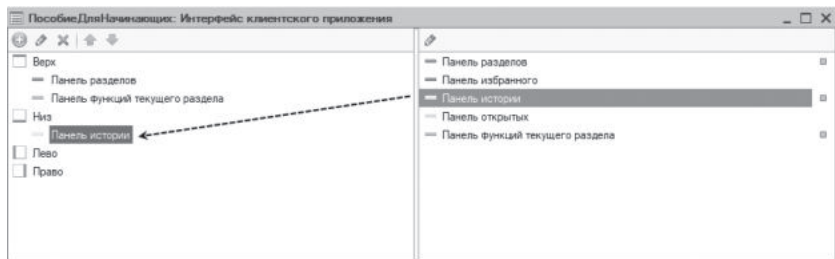 ПособиеДляНачинающих: Интерфейс клиентского приложения
Верх
Панель разделов
Панель функций текущего раздела
Низ
Панель истории
Лево
Право
Панель разделов
Панель избранного
Панель истории
Панель открытых
Панель функций текущего раздела